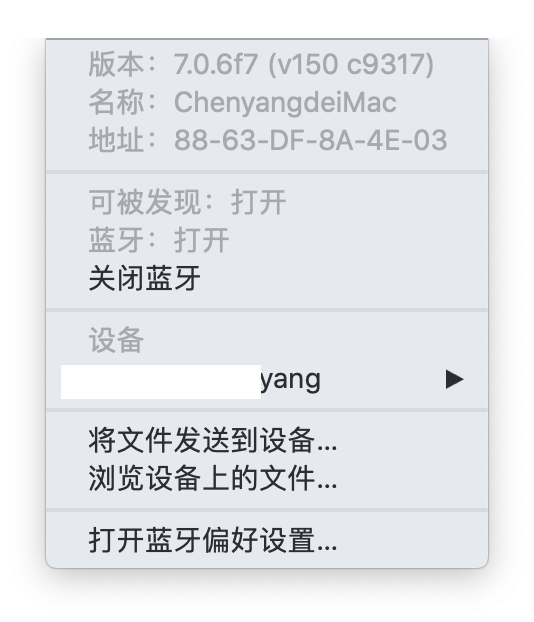 版本：7.0.6f7 (v150 c9317)
名称：ChenyangdeiMac
地址：88-63-DF-8A-4E-03
可被发现：打开
蓝牙：打开
关闭蓝牙
设备
yang
将文件发送到设备...
浏览设备上的文件...
打开蓝牙偏好设置...